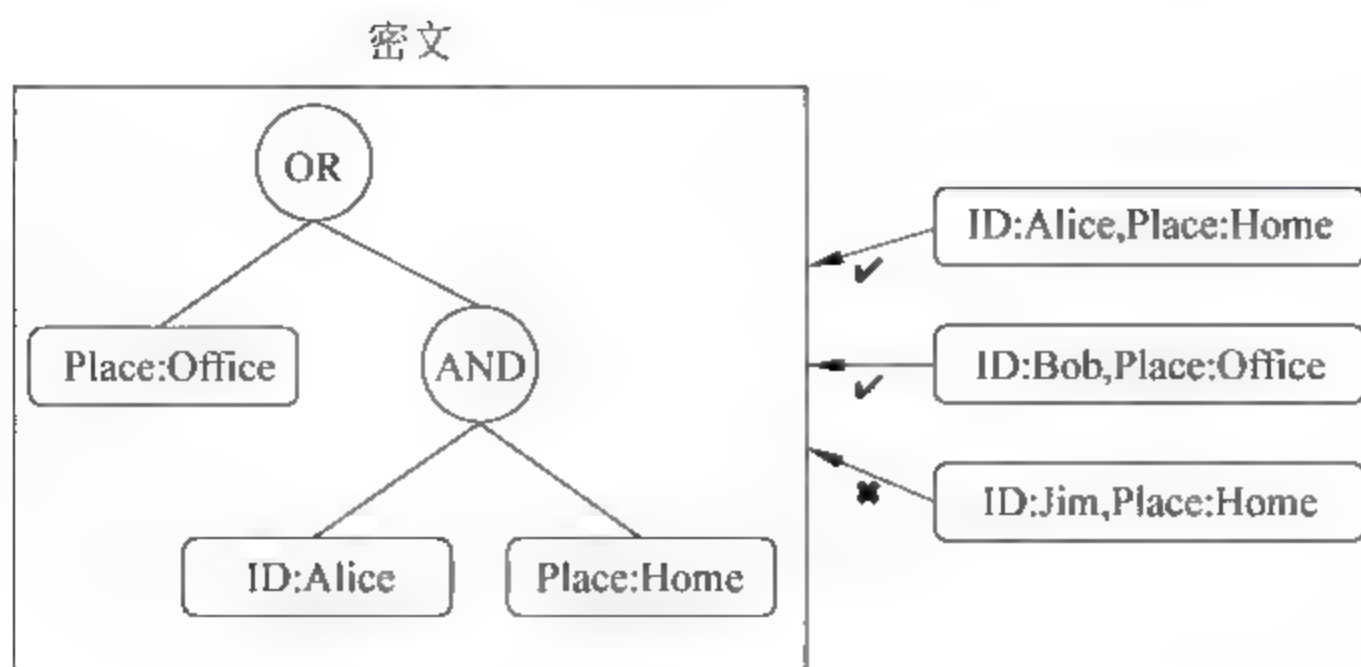 密文
OR
Place:Office
AND
ID:Alice
Place:Home
ID:Alice,Place:Home
ID:Bob,Place:Office
ID:Jim,Place:Home